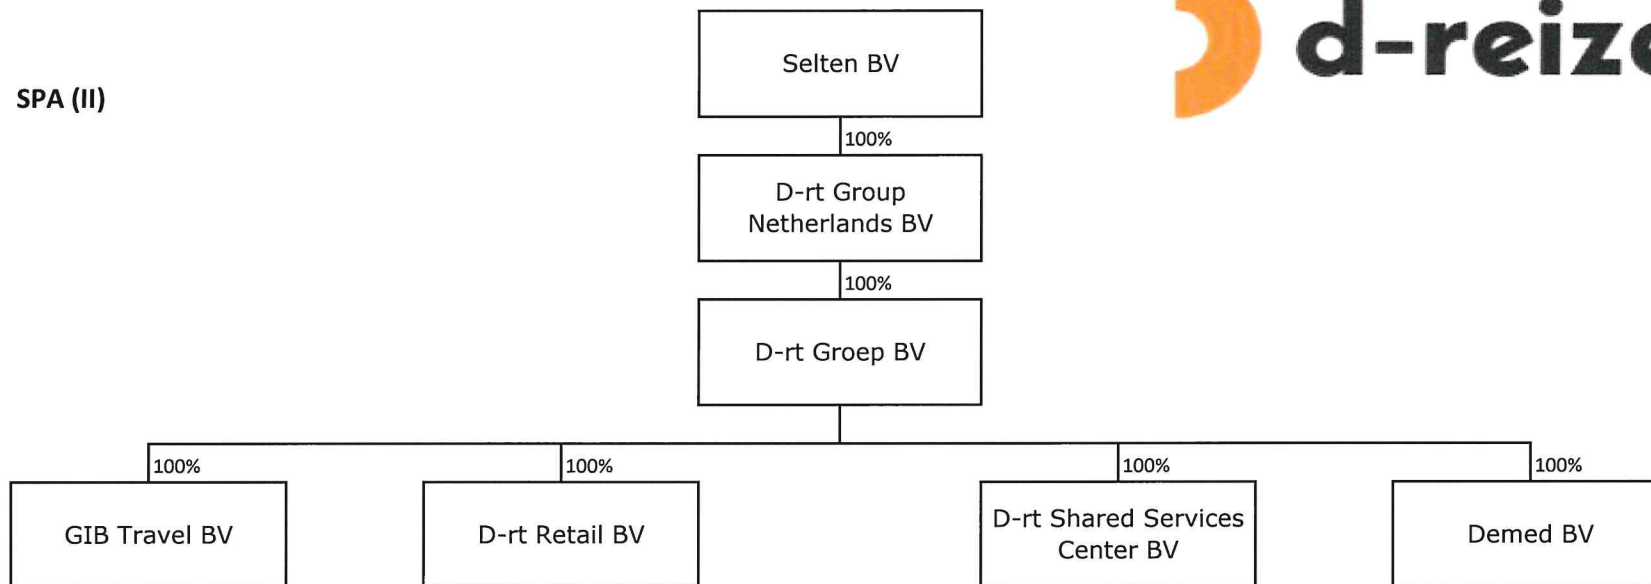 d-reize
SPA (II)
Selten BV
100%
D-rt Group
Netherlands BV
100%
D-rt Groep BV
100%
100%
100%
100%
GIB Travel BV
D-rt Retail BV
D-rt Shared Services
Center BV
Demed BV